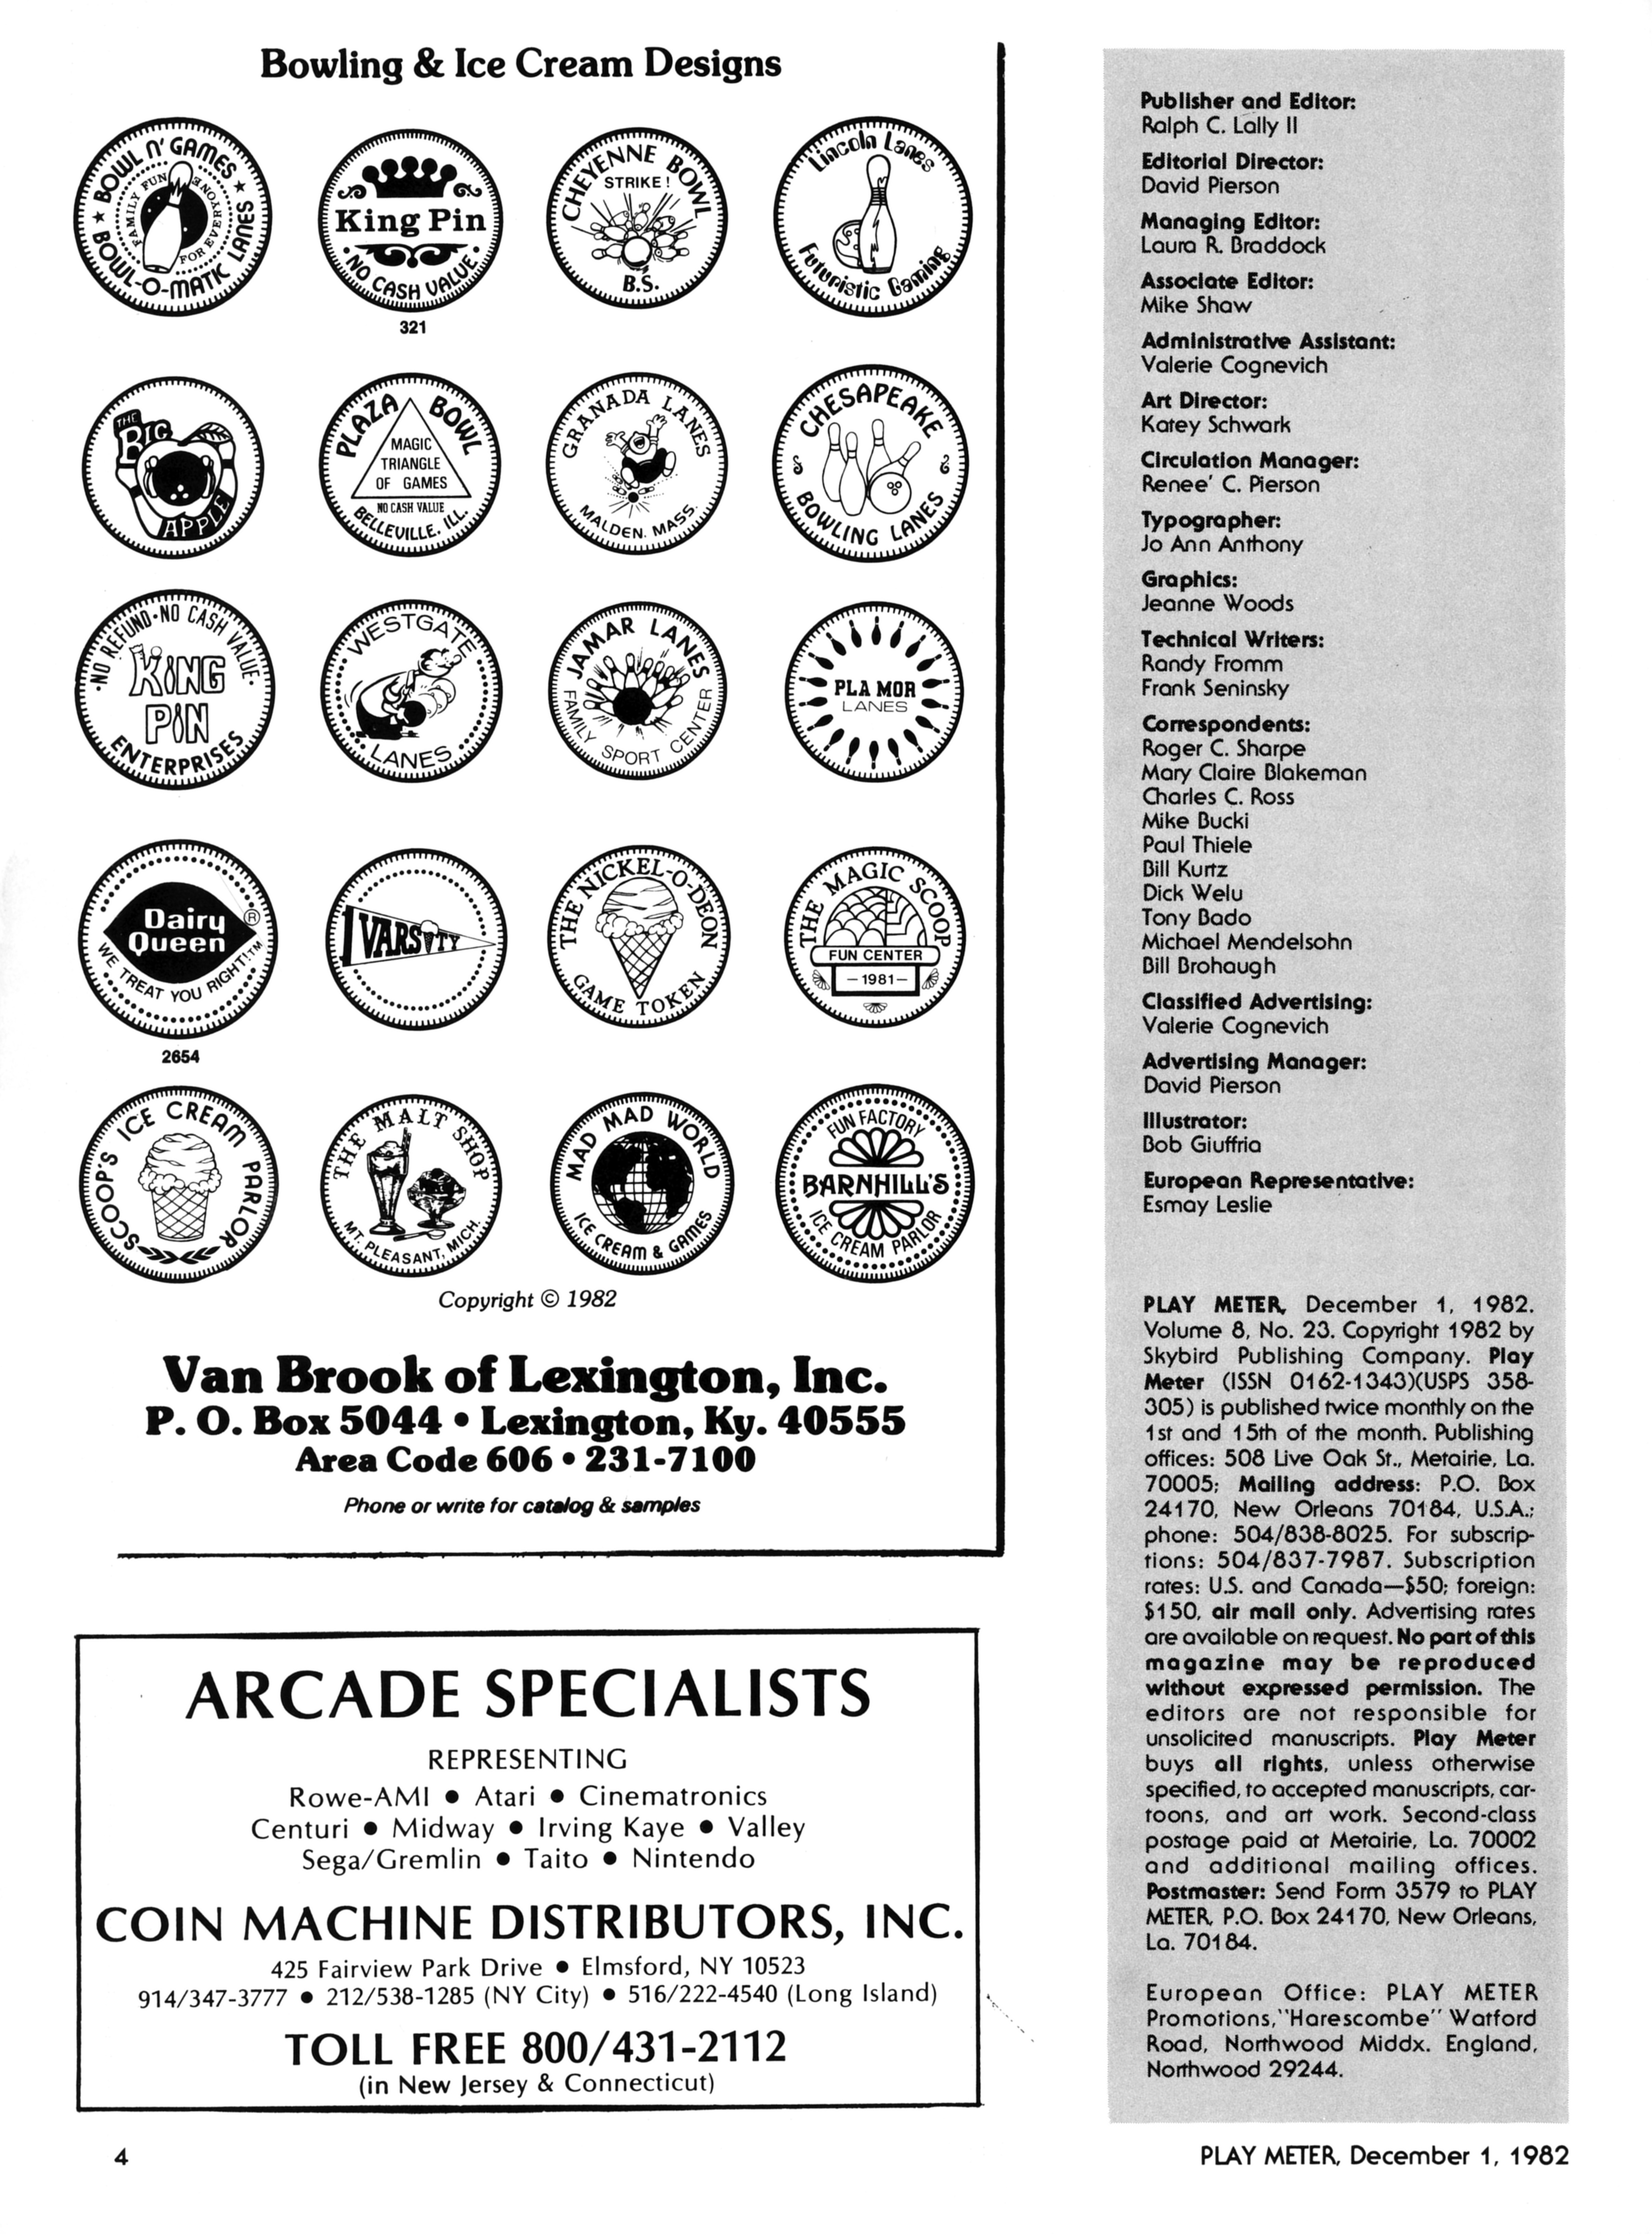 Bowling & Ice Cream Designs
★ BOWL N' GAMES ★
FAMILY FUN
FOR EVERYONE
BOWL-O-MATIC LANES
King Pin
• NO CASH VALUE •
321
CHEYENNE BOWL
STRIKE!
B.S.
Lincoln Lanes
Futuristic Gaming
THE
BIG
APPLE
PLAZA BOWL
MAGIC
TRIANGLE
OF GAMES
NO CASH VALUE
BELLEVILLE, ILL.
GRANADA LANES
MALDEN, MASS.
CHESAPEAKE
BOWLING LANES
•NO REFUND•NO CASH VALUE•
KING
PIN
ENTERPRISES
WESTGATE
LANES
JAMAR LANES
FAMILY SPORT CENTER
PLA MOR
LANES
Dairy
Queen ®
WE TREAT YOU RIGHT!™
2654
VARSITY
THE NICKEL-O-DEON
GAME TOKEN
THE MAGIC SCOOP
FUN CENTER
–1981–
SCOOP'S ICE CREAM PARLOR
THE MALT SHOP
MT. PLEASANT, MICH.
MAD MAD WORLD
ICE CREAM & GAMES
FUN FACTORY
BARNHILL'S
ICE CREAM PARLOR
Copyright © 1982
Van Brook of Lexington, Inc.
P. O. Box 5044 • Lexington, Ky. 40555
Area Code 606 • 231-7100
Phone or write for catalog & samples
ARCADE SPECIALISTS
REPRESENTING
Rowe-AMI ● Atari ● Cinematronics
Centuri ● Midway ● Irving Kaye ● Valley
Sega/Gremlin ● Taito ● Nintendo
COIN MACHINE DISTRIBUTORS, INC.
425 Fairview Park Drive ● Elmsford, NY 10523
914/347-3777 ● 212/538-1285 (NY City) ● 516/222-4540 (Long Island)
TOLL FREE 800/431-2112
(in New Jersey & Connecticut)
Publisher and Editor:
Ralph C. Lally II
Editorial Director:
David Pierson
Managing Editor:
Laura R. Braddock
Associate Editor:
Mike Shaw
Administrative Assistant:
Valerie Cognevich
Art Director:
Katey Schwark
Circulation Manager:
Renee' C. Pierson
Typographer:
Jo Ann Anthony
Graphics:
Jeanne Woods
Technical Writers:
Randy Fromm
Frank Seninsky
Correspondents:
Roger C. Sharpe
Mary Claire Blakeman
Charles C. Ross
Mike Bucki
Paul Thiele
Bill Kurtz
Dick Welu
Tony Bado
Michael Mendelsohn
Bill Brohaugh
Classified Advertising:
Valerie Cognevich
Advertising Manager:
David Pierson
Illustrator:
Bob Giuffria
European Representative:
Esmay Leslie
PLAY METER, December 1, 1982.
Volume 8, No. 23. Copyright 1982 by
Skybird Publishing Company. Play
Meter (ISSN 0162-1343)(USPS 358-
305) is published twice monthly on the
1st and 15th of the month. Publishing
offices: 508 Live Oak St., Metairie, La.
70005; Mailing address: P.O. Box
24170, New Orleans 70184, U.S.A.;
phone: 504/838-8025. For subscrip-
tions: 504/837-7987. Subscription
rates: U.S. and Canada—$50; foreign:
$150, air mail only. Advertising rates
are available on request. No part of this
magazine may be reproduced
without expressed permission. The
editors are not responsible for
unsolicited manuscripts. Play Meter
buys all rights, unless otherwise
specified, to accepted manuscripts, car-
toons, and art work. Second-class
postage paid at Metairie, La. 70002
and additional mailing offices.
Postmaster: Send Form 3579 to PLAY
METER, P.O. Box 24170, New Orleans,
La. 70184.
European Office: PLAY METER
Promotions, "Harescombe" Watford
Road, Northwood Middx. England,
Northwood 29244.
4
PLAY METER, December 1, 1982